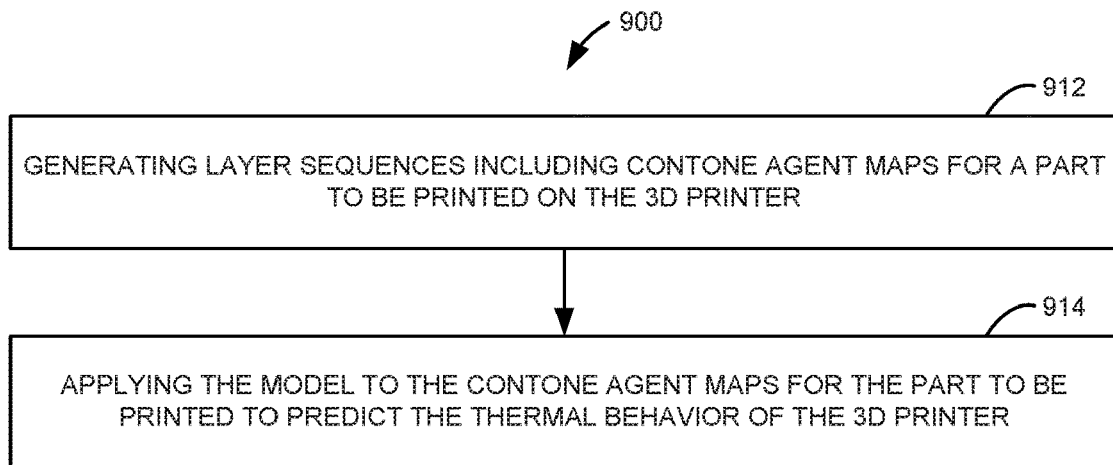 900
912
GENERATING LAYER SEQUENCES INCLUDING CONTONE AGENT MAPS FOR A PART
TO BE PRINTED ON THE 3D PRINTER
914
APPLYING THE MODEL TO THE CONTONE AGENT MAPS FOR THE PART TO BE
PRINTED TO PREDICT THE THERMAL BEHAVIOR OF THE 3D PRINTER